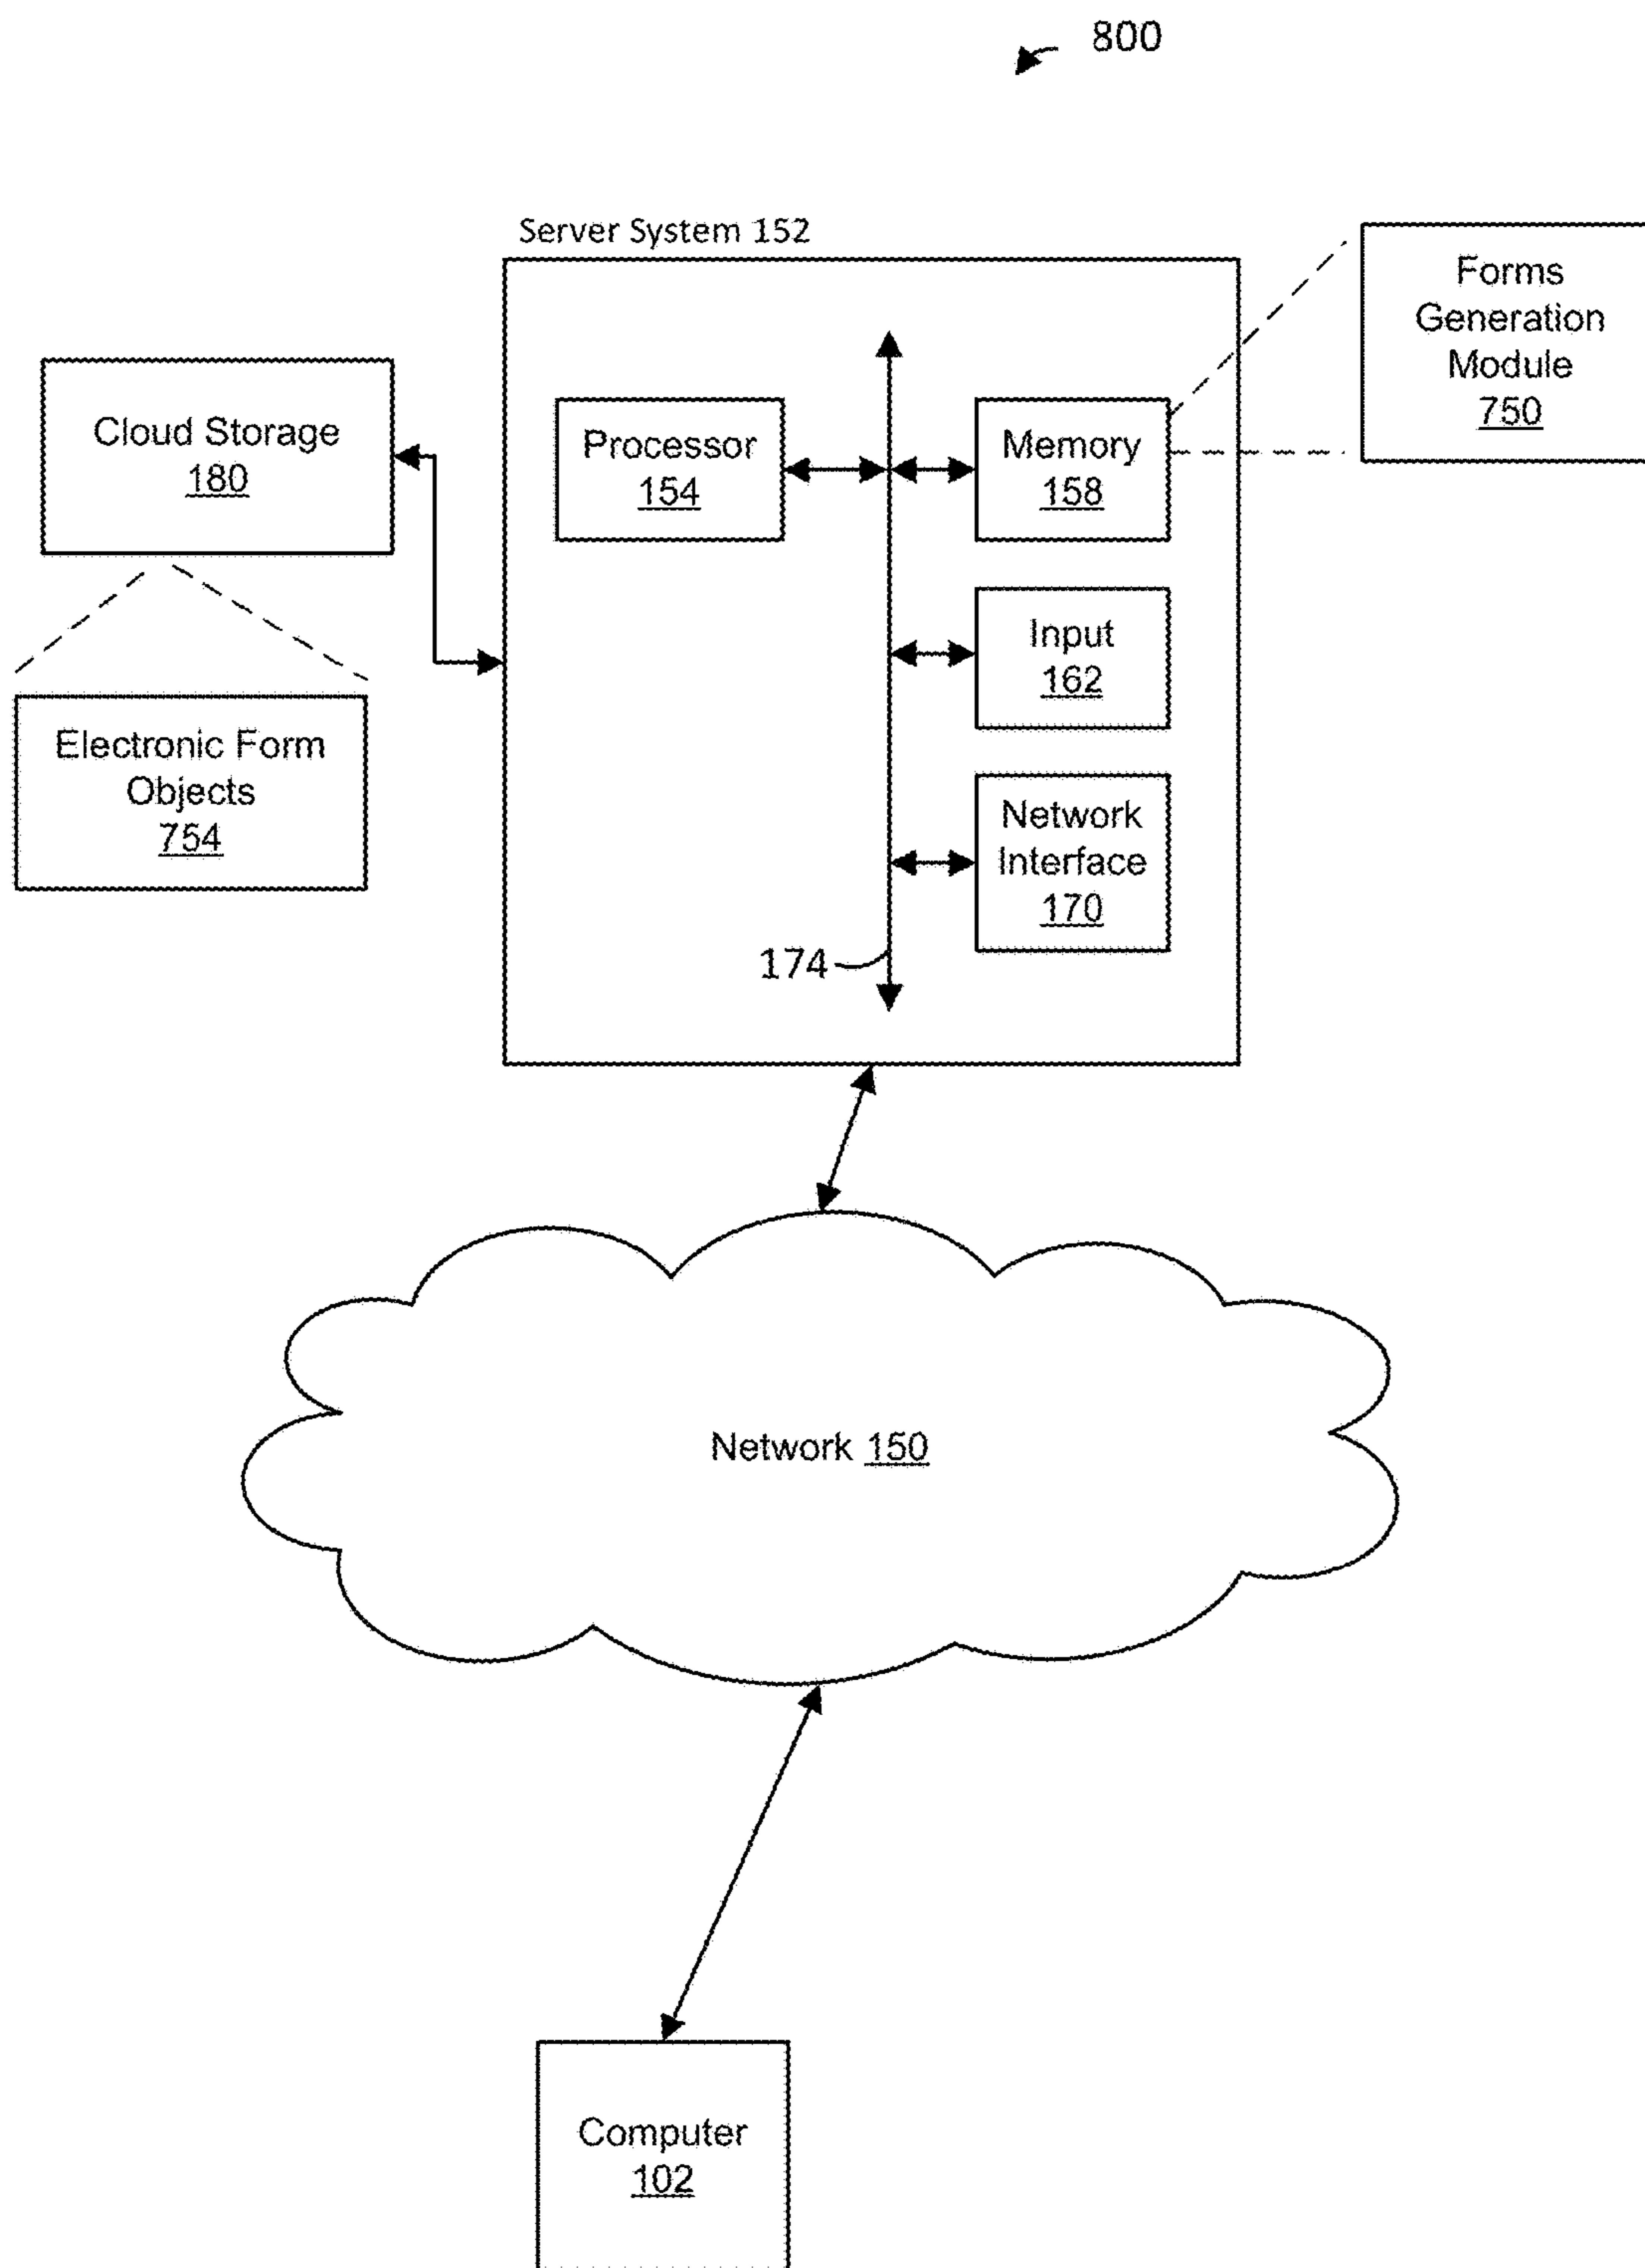 800
Server System 152
Forms
Generation
Module
750
Cloud Storage
180
Processor
154
Memory
158
Input
162
Electronic Form
Objects
754
Network
Interface
170
174
Network 150
Computer
102